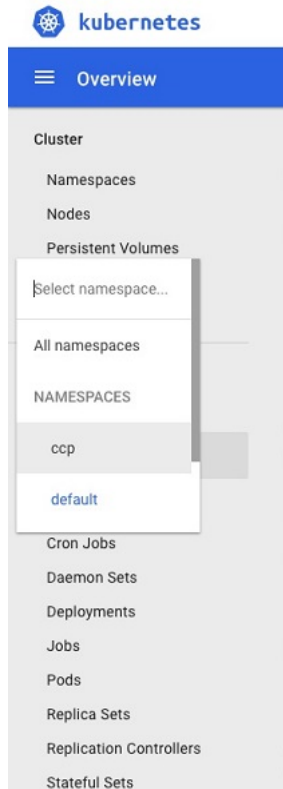 kubernetes
Overview
Cluster
Namespaces
Nodes
Persistent Volumes
Select namespace...
All namespaces
NAMESPACES
ccp
default
Cron Jobs
Daemon Sets
Deployments
Jobs
Pods
Replica Sets
Replication Controllers
Stateful Sets